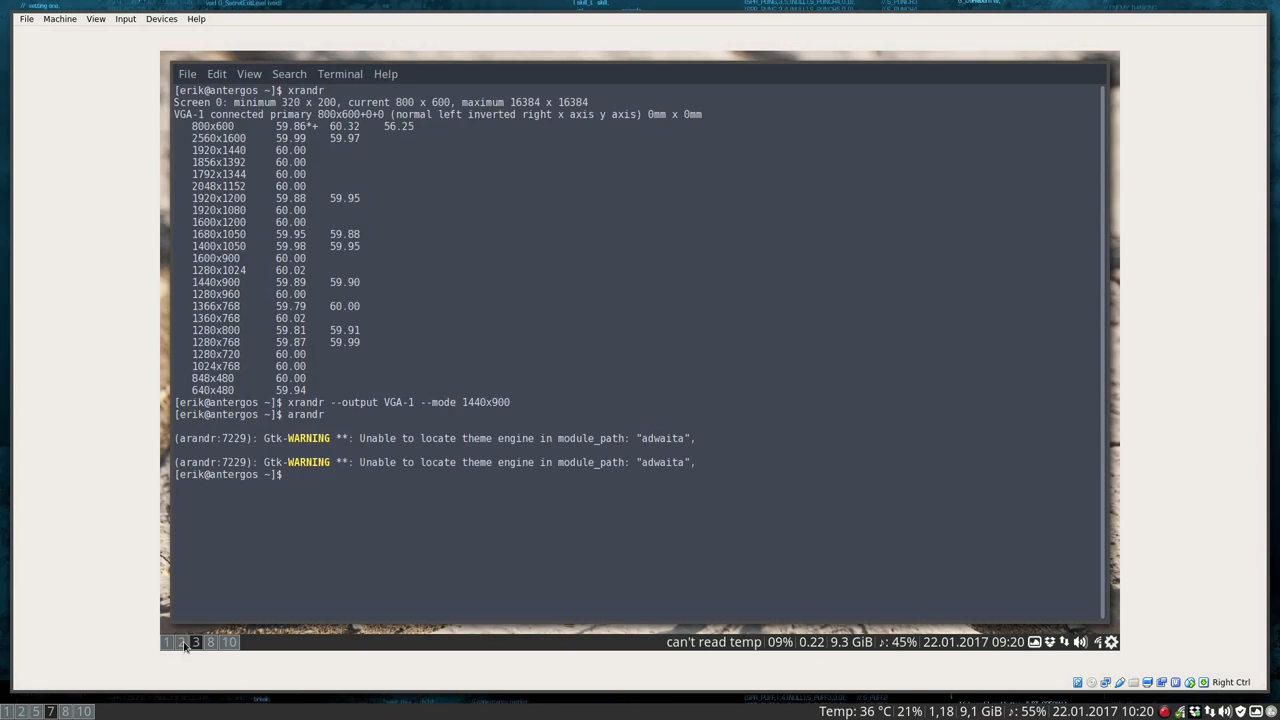 // setting one.
File Machine View Input Devices Help
File Edit View Search Terminal Help
[erik@antergos ~]$ xrandr
Screen 0: minimum 320 x 200, current 800 x 600, maximum 16384 x 16384
VGA-1 connected primary 800x600+0+0 (normal left inverted right x axis y axis) 0mm x 0mm
800x600 59.86*+ 60.32 56.25
2560x1600 59.99 59.97
1920x1440 60.00
1856x1392 60.00
1792x1344 60.00
2048x1152 60.00
1920x1200 59.88 59.95
1920x1080 60.00
1600x1200 60.00
1680x1050 59.95 59.88
1400x1050 59.98 59.95
1600x900 60.00
1280x1024 60.02
1440x900 59.89 59.90
1280x960 60.00
1366x768 59.79 60.00
1360x768 60.02
1280x800 59.81 59.91
1280x768 59.87 59.99
1280x720 60.00
1024x768 60.00
848x480 60.00
640x480 59.94
[erik@antergos ~]$ xrandr --output VGA-1 --mode 1440x900
[erik@antergos ~]$ arandr
(arandr:7229): Gtk-WARNING **: Unable to locate theme engine in module_path: "adwaita",
(arandr:7229): Gtk-WARNING **: Unable to locate theme engine in module_path: "adwaita",
[erik@antergos ~]$
1 2 3 8 10 can't read temp 09% 0.22 9.3 GiB ♪: 45% 22.01.2017 09:20
Right Ctrl
break
1 2 5 7 8 10 Temp: 36 °C 21% 1,18 9,1 GiB ♪: 55% 22.01.2017 10:20